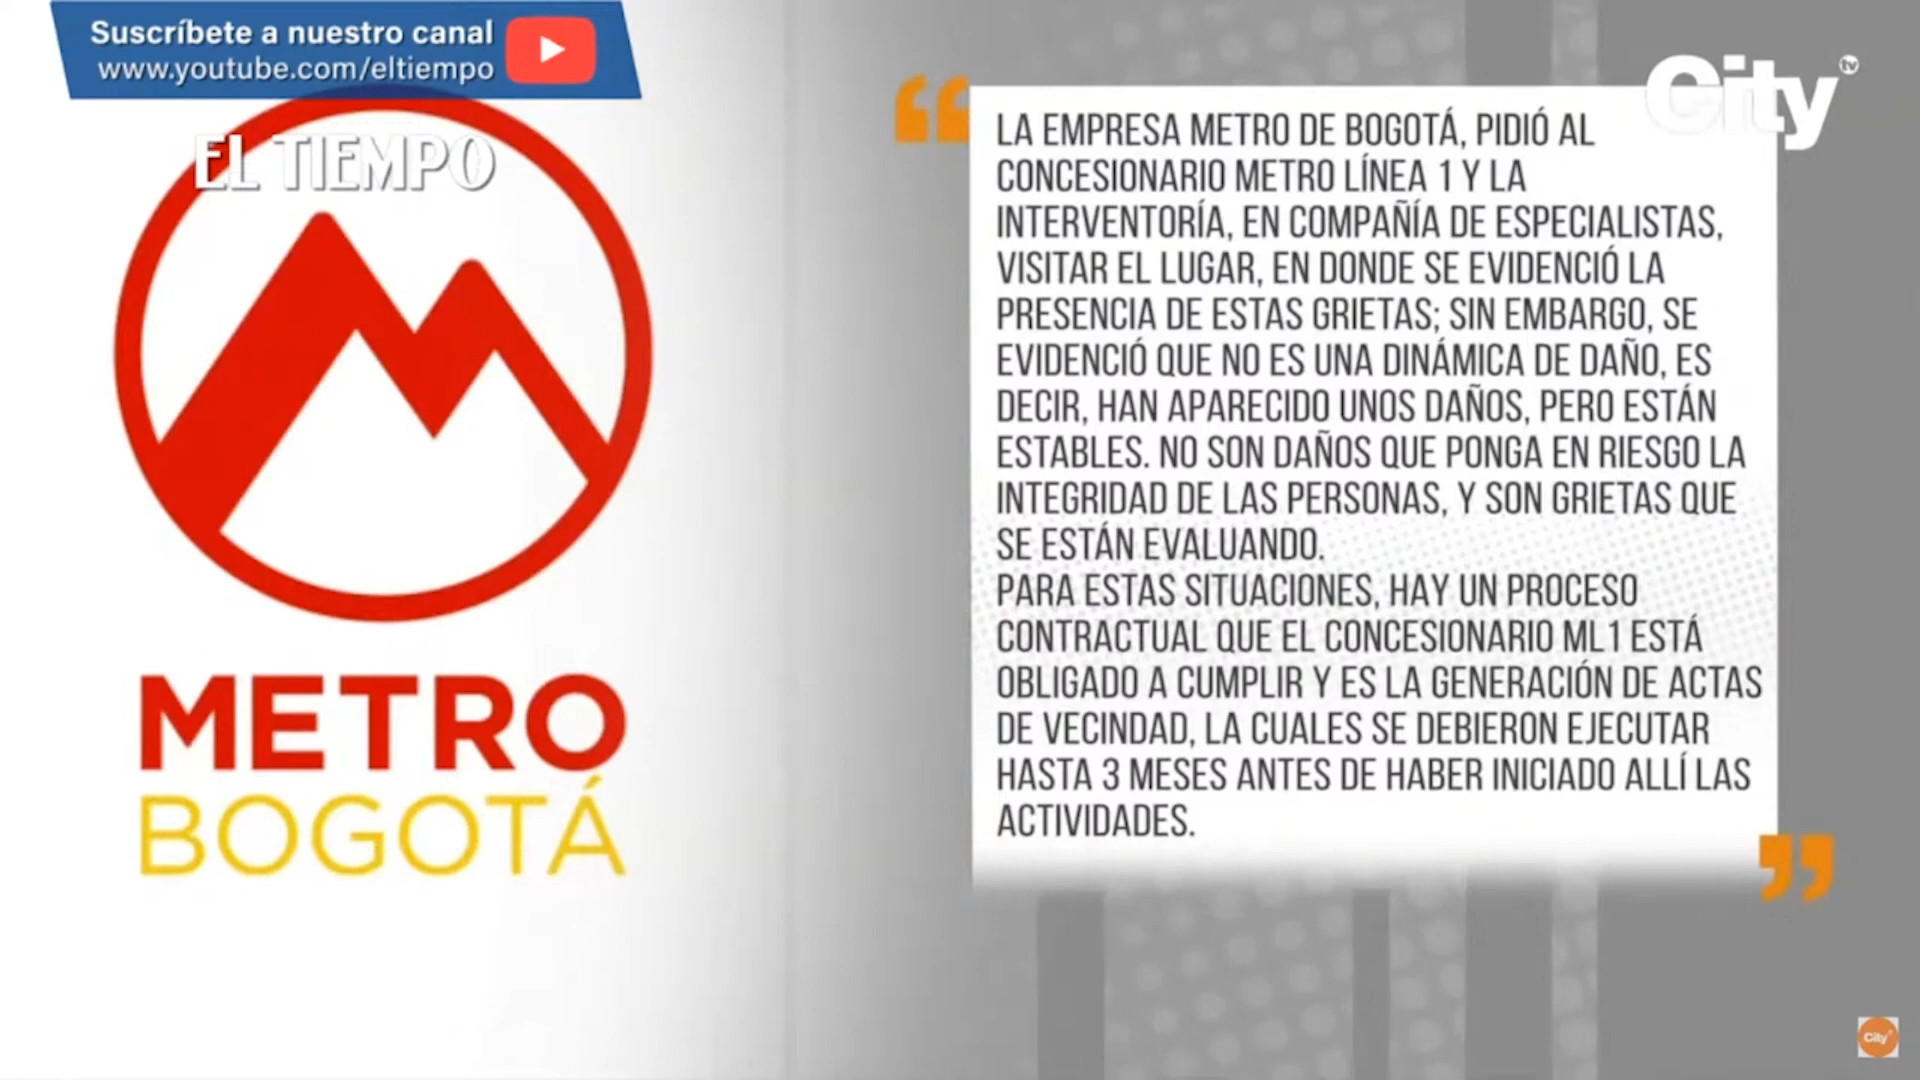 Suscríbete a nuestro canal
www.youtube.com/eltiempo
EL TIEMPO
City tv
METRO
BOGOTÁ
“
LA EMPRESA METRO DE BOGOTÁ, PIDIÓ AL
CONCESIONARIO METRO LÍNEA 1 Y LA
INTERVENTORÍA, EN COMPAÑÍA DE ESPECIALISTAS,
VISITAR EL LUGAR, EN DONDE SE EVIDENCIÓ LA
PRESENCIA DE ESTAS GRIETAS; SIN EMBARGO, SE
EVIDENCIÓ QUE NO ES UNA DINÁMICA DE DAÑO, ES
DECIR, HAN APARECIDO UNOS DAÑOS, PERO ESTÁN
ESTABLES. NO SON DAÑOS QUE PONGA EN RIESGO LA
INTEGRIDAD DE LAS PERSONAS, Y SON GRIETAS QUE
SE ESTÁN EVALUANDO.
PARA ESTAS SITUACIONES, HAY UN PROCESO
CONTRACTUAL QUE EL CONCESIONARIO ML1 ESTÁ
OBLIGADO A CUMPLIR Y ES LA GENERACIÓN DE ACTAS
DE VECINDAD, LA CUALES SE DEBIERON EJECUTAR
HASTA 3 MESES ANTES DE HABER INICIADO ALLÍ LAS
ACTIVIDADES.
”
City